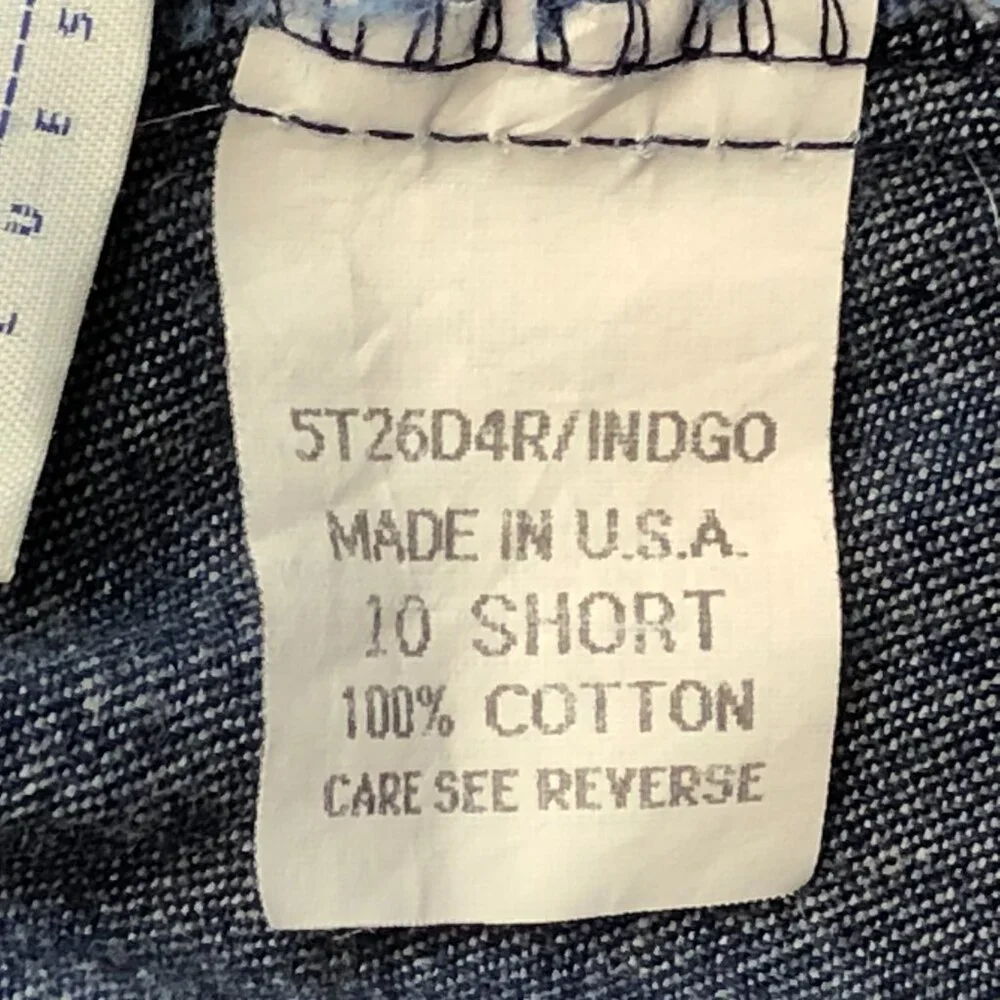 5T26D4R/INDGO
MADE IN U.S.A.
10 SHORT
100% COTTON
CARE SEE REVERSE